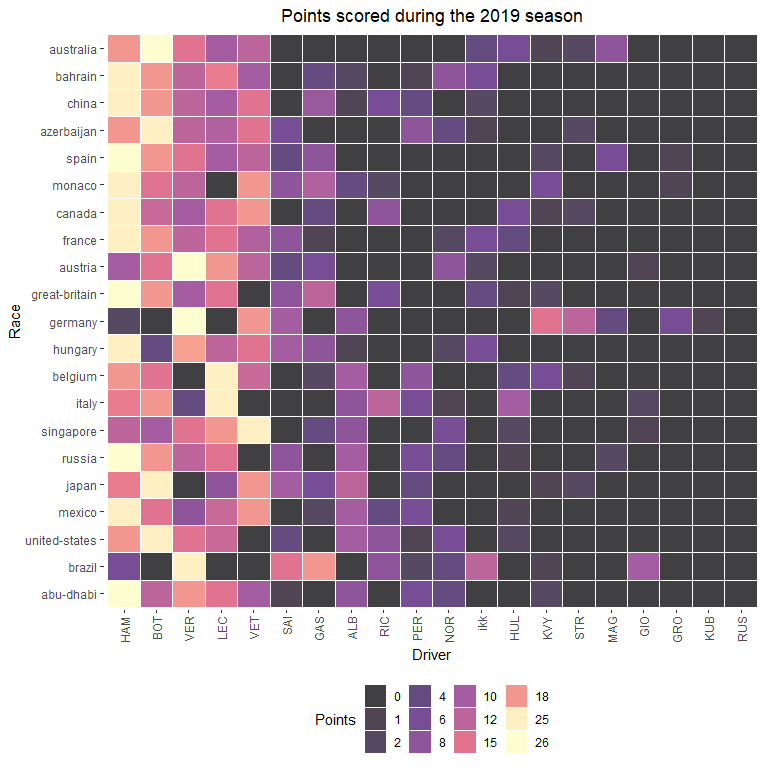 Points scored during the 2019 season
Race
australia
bahrain
china
azerbaijan
spain
monaco
canada
france
austria
great-britain
germany
hungary
belgium
italy
singapore
russia
japan
mexico
united-states
brazil
abu-dhabi
HAM BOT VER LEC VET SAI GAS ALB RIC PER NOR ikk HUL KVY STR MAG GIO GRO KUB RUS
Driver
Points
0 4 10 18
1 6 12 25
2 8 15 26